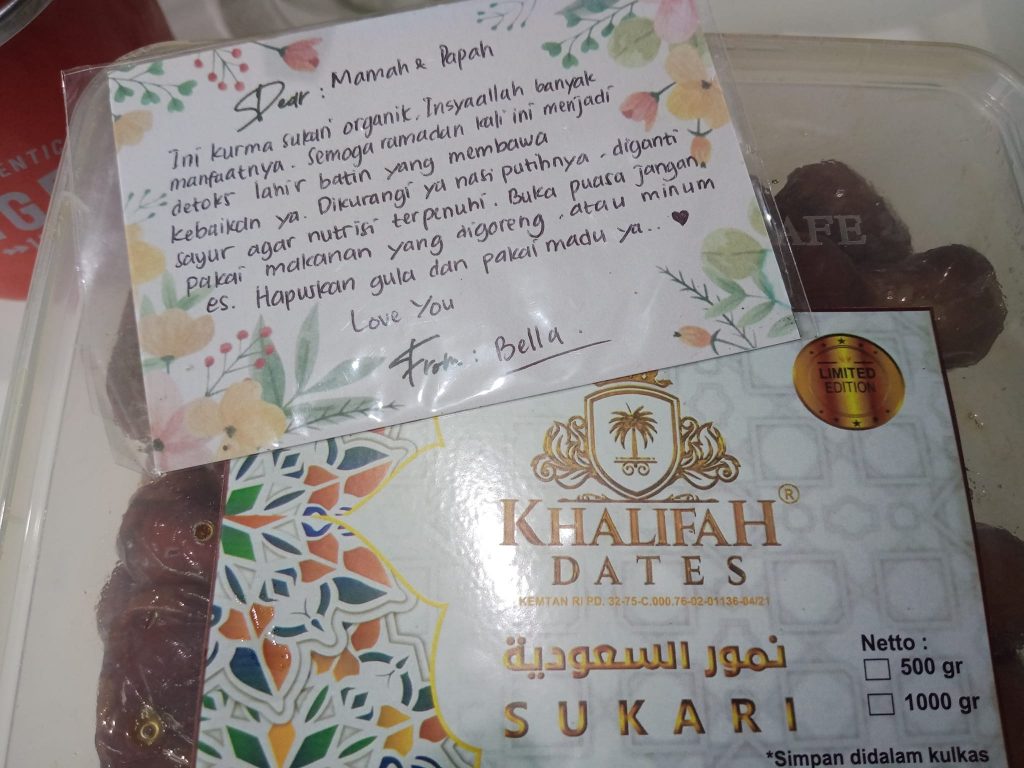 Dear : Mamah & Papah
Ini kurma sukari organik. Insyaallah banyak
manfaatnya. Semoga ramadan kali ini menjadi
detoks lahir batin yang membawa
kebaikan ya. Dikurangi ya nasi putihnya. diganti
sayur agar nutrisi terpenuhi. Buka puasa jangan
pakai makanan yang digoreng. atau minum
es. Hapuskan gula dan pakai madu ya.. ♥
Love You
From : Bella.
AFE
LIMITED
EDITION
KHALIFAH®
DATES
KEMTAN RI PD. 32-75-C.000.76-02-01136-04/21
تمور السعودية
SUKARI
Netto :
500 gr
1000 gr
*Simpan didalam kulkas